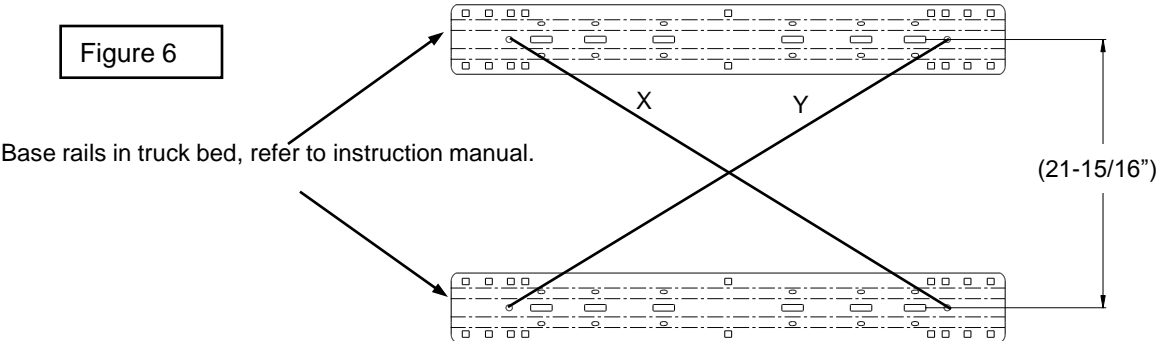 Figure 6
X
Y
Base rails in truck bed, refer to instruction manual.
(21-15/16”)